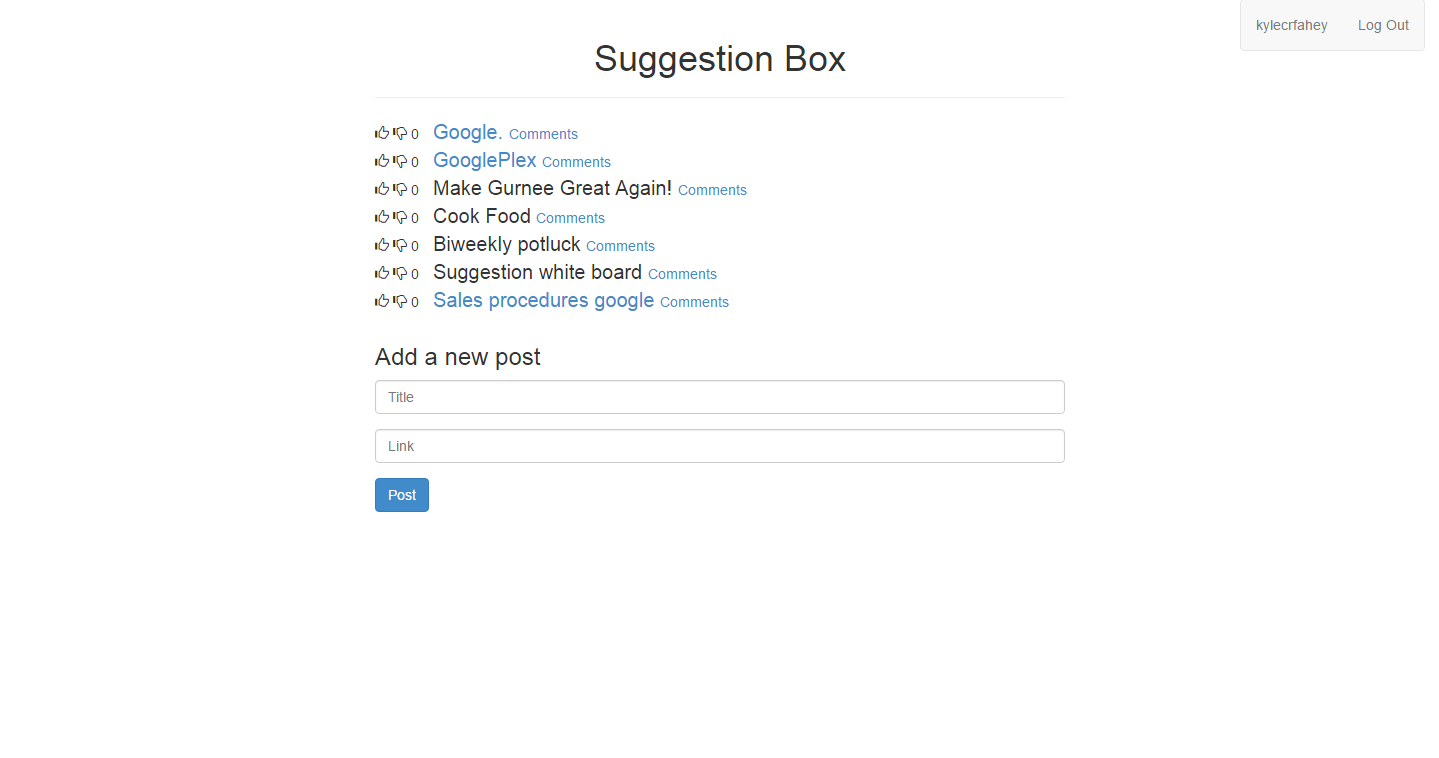 kylecrfahey Log Out
Suggestion Box
0 Google. Comments
0 GooglePlex Comments
0 Make Gurnee Great Again! Comments
0 Cook Food Comments
0 Biweekly potluck Comments
0 Suggestion white board Comments
0 Sales procedures google Comments
Add a new post
Title
Link
Post